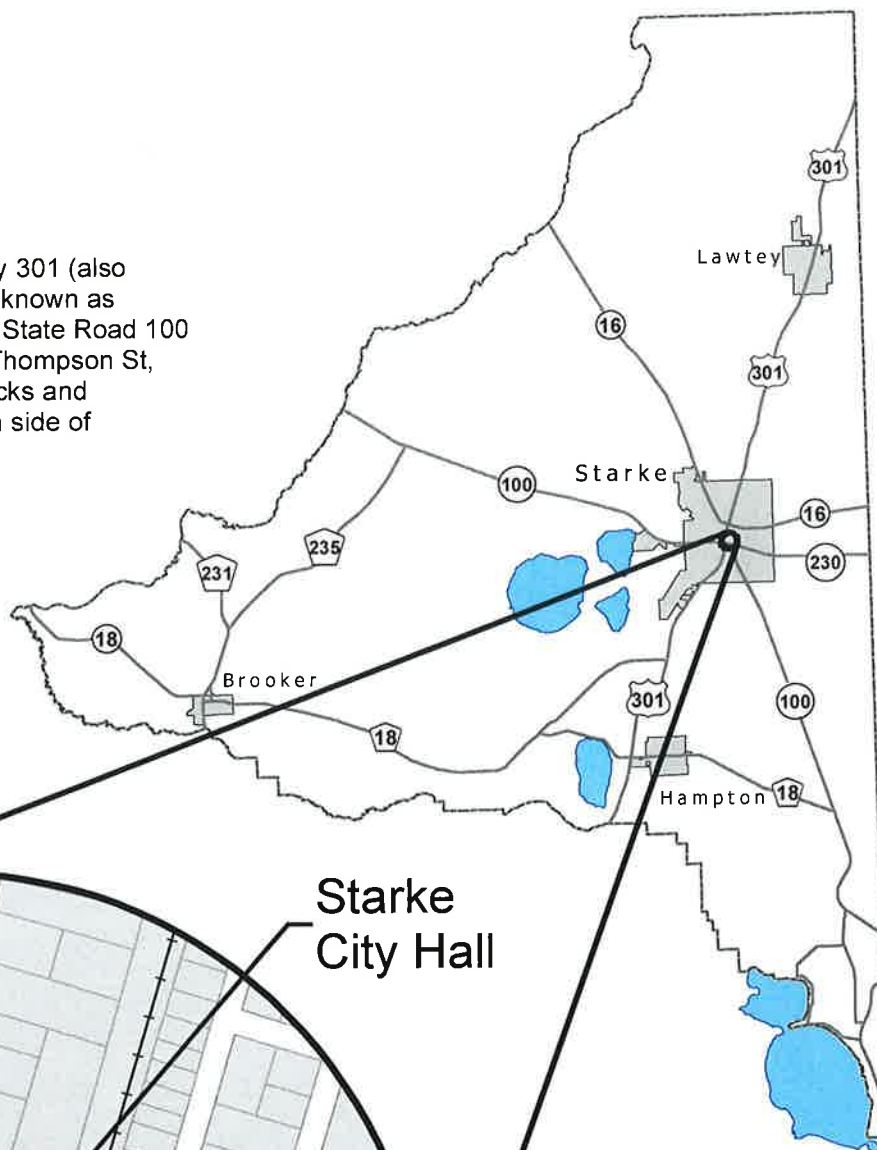 y 301 (also
known as
State Road 100
Thompson St,
cks and
side of
301
Lawtey
16
301
Starke
100
16
235
231
230
18
Brooker
301
100
18
Hampton
18
Starke
City Hall